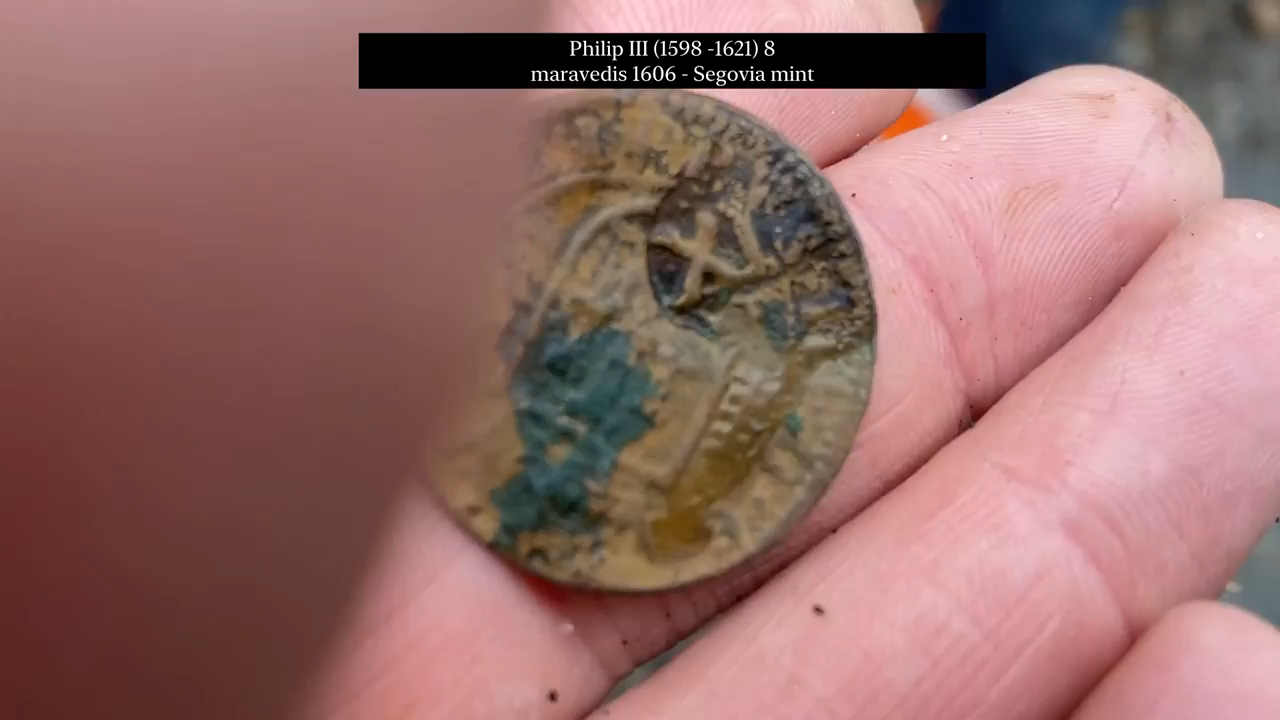 Philip III (1598 -1621) 8
maravedis 1606 - Segovia mint